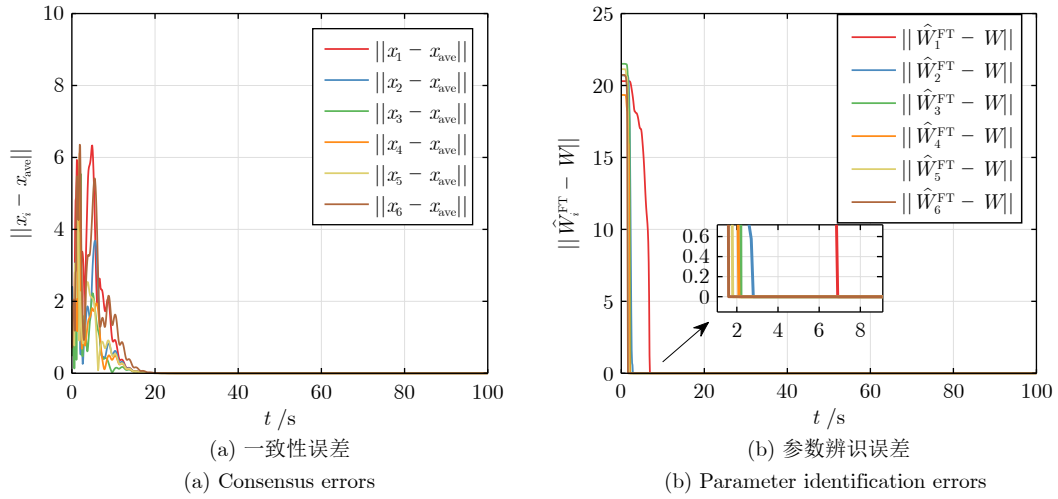 10
8
6
4
2
0
||x_i − x_ave||
||x_1 − x_ave||
||x_2 − x_ave||
||x_3 − x_ave||
||x_4 − x_ave||
||x_5 − x_ave||
||x_6 − x_ave||
0 20 40 60 80 100
t /s
(a) 一致性误差
(a) Consensus errors
25
20
15
10
5
0
||Ŵ_i^FT − W||
||Ŵ_1^FT − W||
||Ŵ_2^FT − W||
||Ŵ_3^FT − W||
||Ŵ_4^FT − W||
||Ŵ_5^FT − W||
||Ŵ_6^FT − W||
0.6
0.4
0.2
0
2 4 6 8
0 20 40 60 80 100
t /s
(b) 参数辨识误差
(b) Parameter identification errors